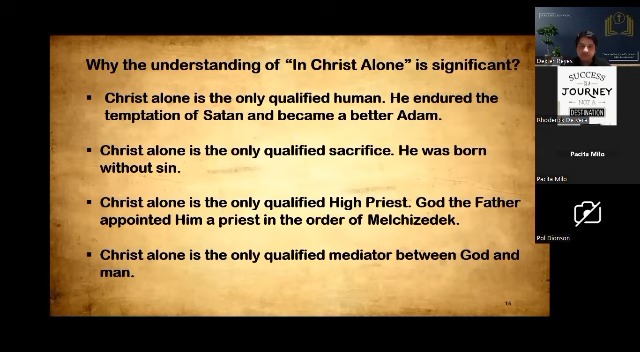 Why the understanding of “In Christ Alone” is significant?
▪ Christ alone is the only qualified human. He endured the
temptation of Satan and became a better Adam.
▪ Christ alone is the only qualified sacrifice. He was born
without sin.
▪ Christ alone is the only qualified High Priest. God the Father
appointed Him a priest in the order of Melchizedek.
▪ Christ alone is the only qualified mediator between God and
man.
16
Dexter Reyes
SUCCESS
IS A
JOURNEY
NOT A
DESTINATION
Pacita Milo
Pacita Milo
Pol Dionson